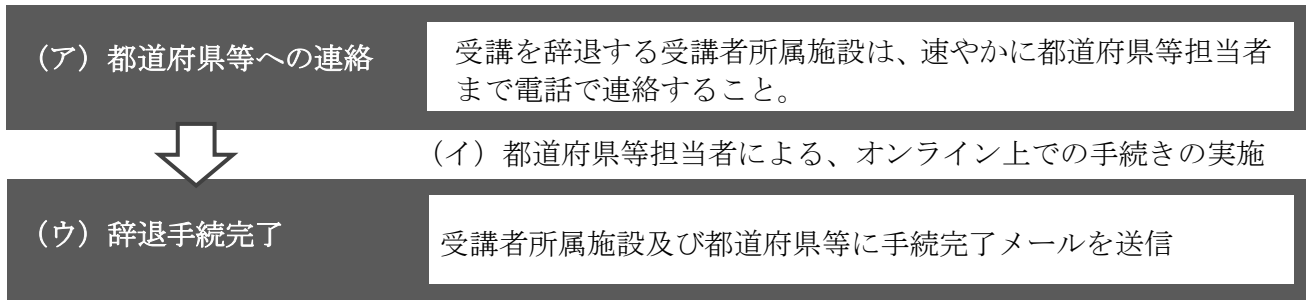 （ア）都道府県等への連絡
受講を辞退する受講者所属施設は、速やかに都道府県等担当者
まで電話で連絡すること。
（イ）都道府県等担当者による、オンライン上での手続きの実施
（ウ）辞退手続完了
受講者所属施設及び都道府県等に手続完了メールを送信